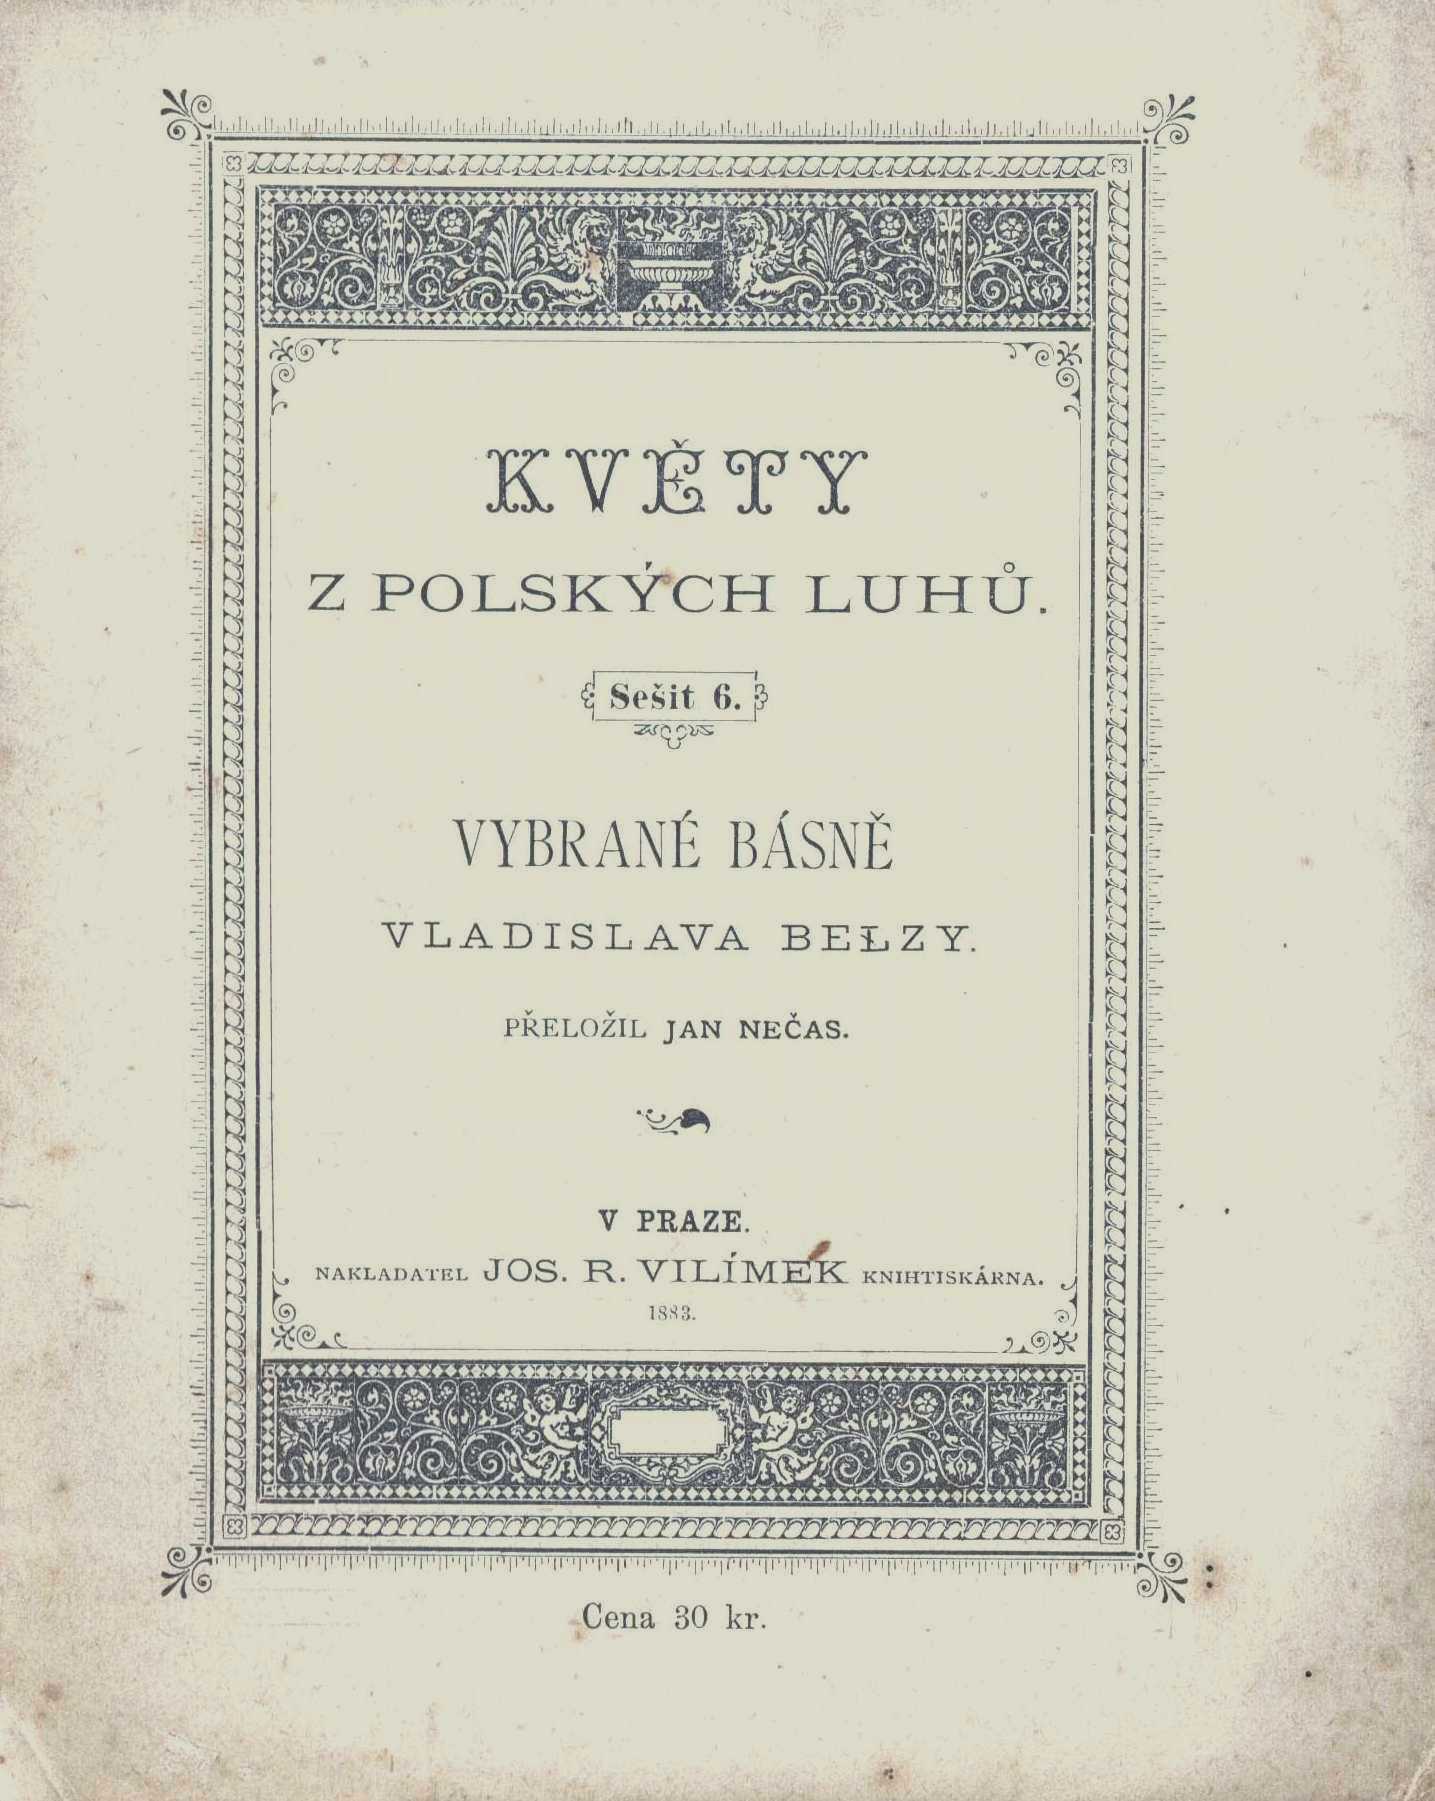 KVĚTY
Z POLSKÝCH LUHŮ.
Sešit 6.
VYBRANÉ BÁSNĚ
VLADISLAVA BEŁZY.
PŘELOŽIL JAN NEČAS.
V PRAZE.
NAKLADATEL JOS. R. VILÍMEK KNIHTISKÁRNA.
1883.
Cena 30 kr.